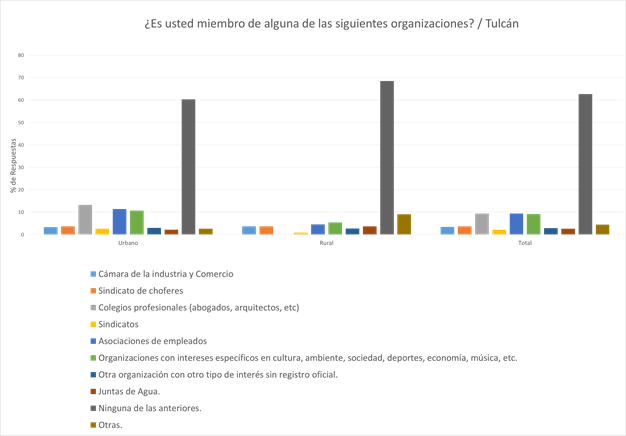 ¿Es usted miembro de alguna de las siguientes organizaciones? / Tulcán
80
70
60
50
40
30
20
10
0
% de Respuestas
Urbano Rural Total
Cámara de la industria y Comercio
Sindicato de choferes
Colegios profesionales (abogados, arquitectos, etc)
Sindicatos
Asociaciones de empleados
Organizaciones con intereses específicos en cultura, ambiente, sociedad, deportes, economía, música, etc.
Otra organización con otro tipo de interés sin registro oficial.
Juntas de Agua.
Ninguna de las anteriores.
Otras.